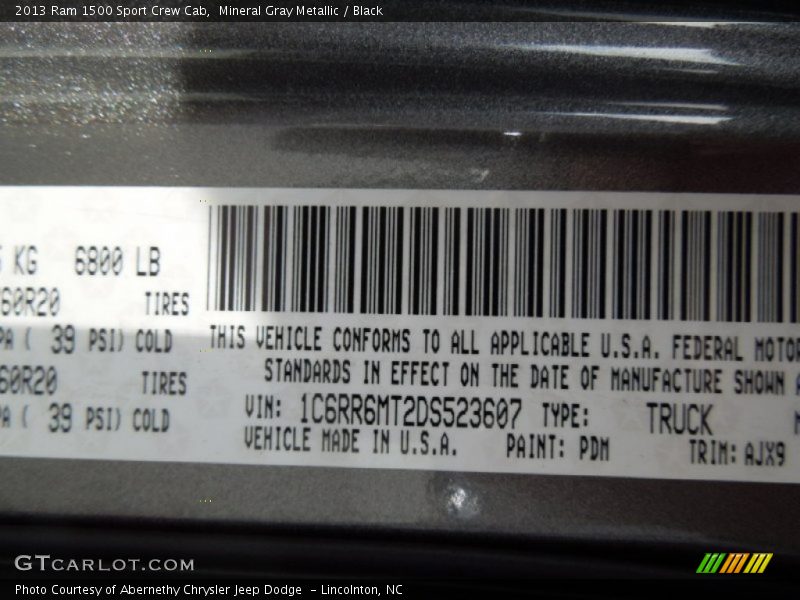 2013 Ram 1500 Sport Crew Cab, Mineral Gray Metallic / Black
KG 6800 LB
60R20 TIRES
PA ( 39 PSI) COLD
60R20 TIRES
PA ( 39 PSI) COLD
THIS VEHICLE CONFORMS TO ALL APPLICABLE U.S.A. FEDERAL MOTOR
STANDARDS IN EFFECT ON THE DATE OF MANUFACTURE SHOWN
VIN: 1C6RR6MT2DS523607 TYPE: TRUCK
VEHICLE MADE IN U.S.A. PAINT: PDM TRIM: AJX9
GTCARLOT.COM
Photo Courtesy of Abernethy Chrysler Jeep Dodge - Lincolnton, NC